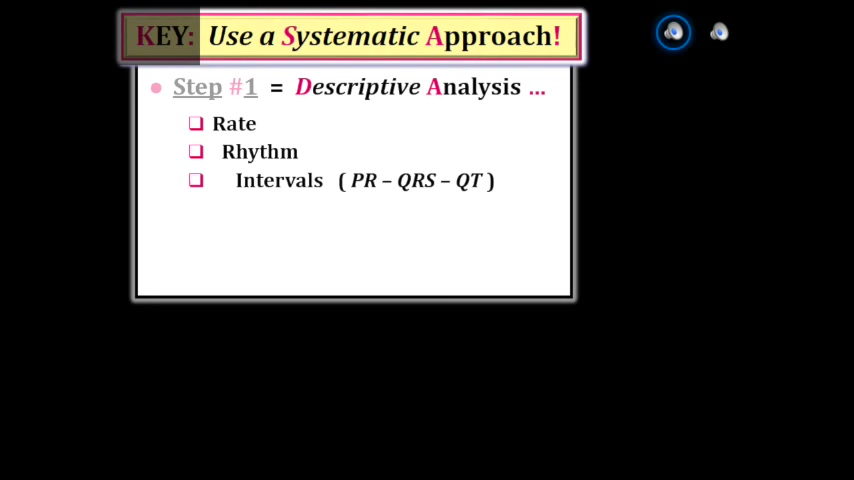 KEY: Use a Systematic Approach!
Step #1 = Descriptive Analysis ...
Rate
Rhythm
Intervals ( PR – QRS – QT )